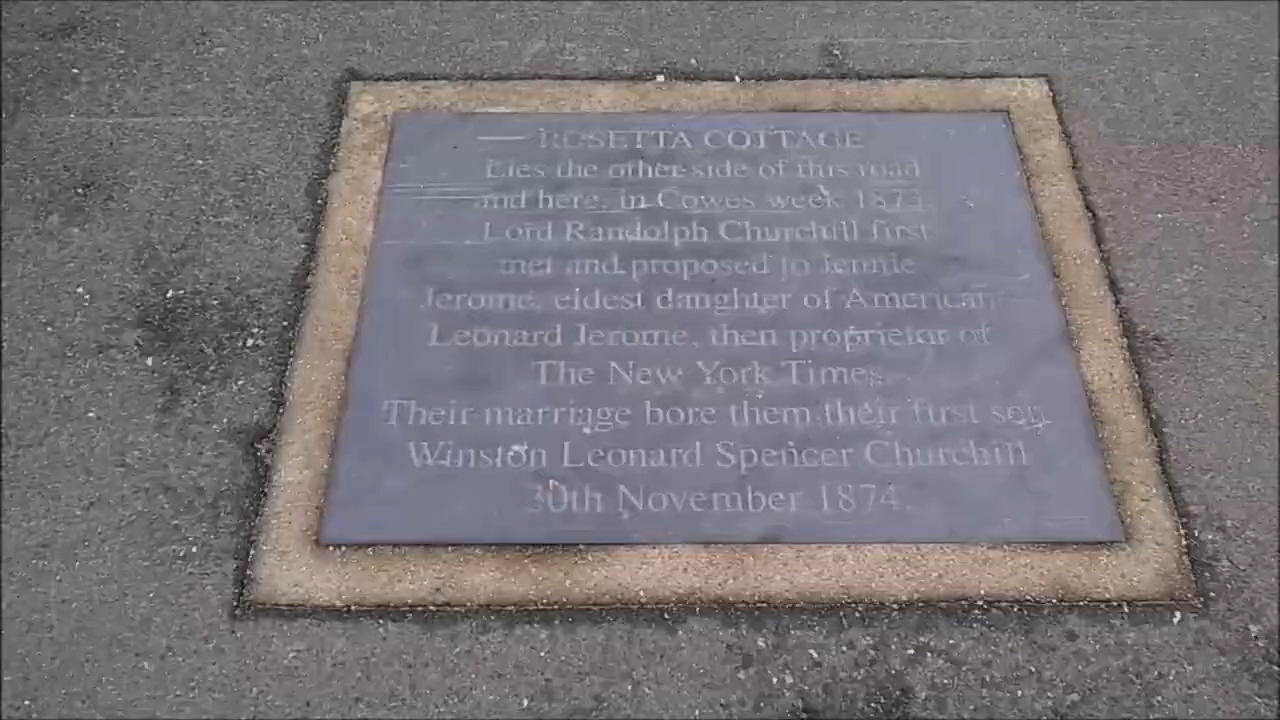 ROSETTA COTTAGE
Lies the other side of this road
and here, in Cowes week 1873,
Lord Randolph Churchill first
met and proposed to Jennie
Jerome, eldest daughter of American
Leonard Jerome, then proprietor of
The New York Times.
Their marriage bore them their first son
Winston Leonard Spencer Churchill
30th November 1874.